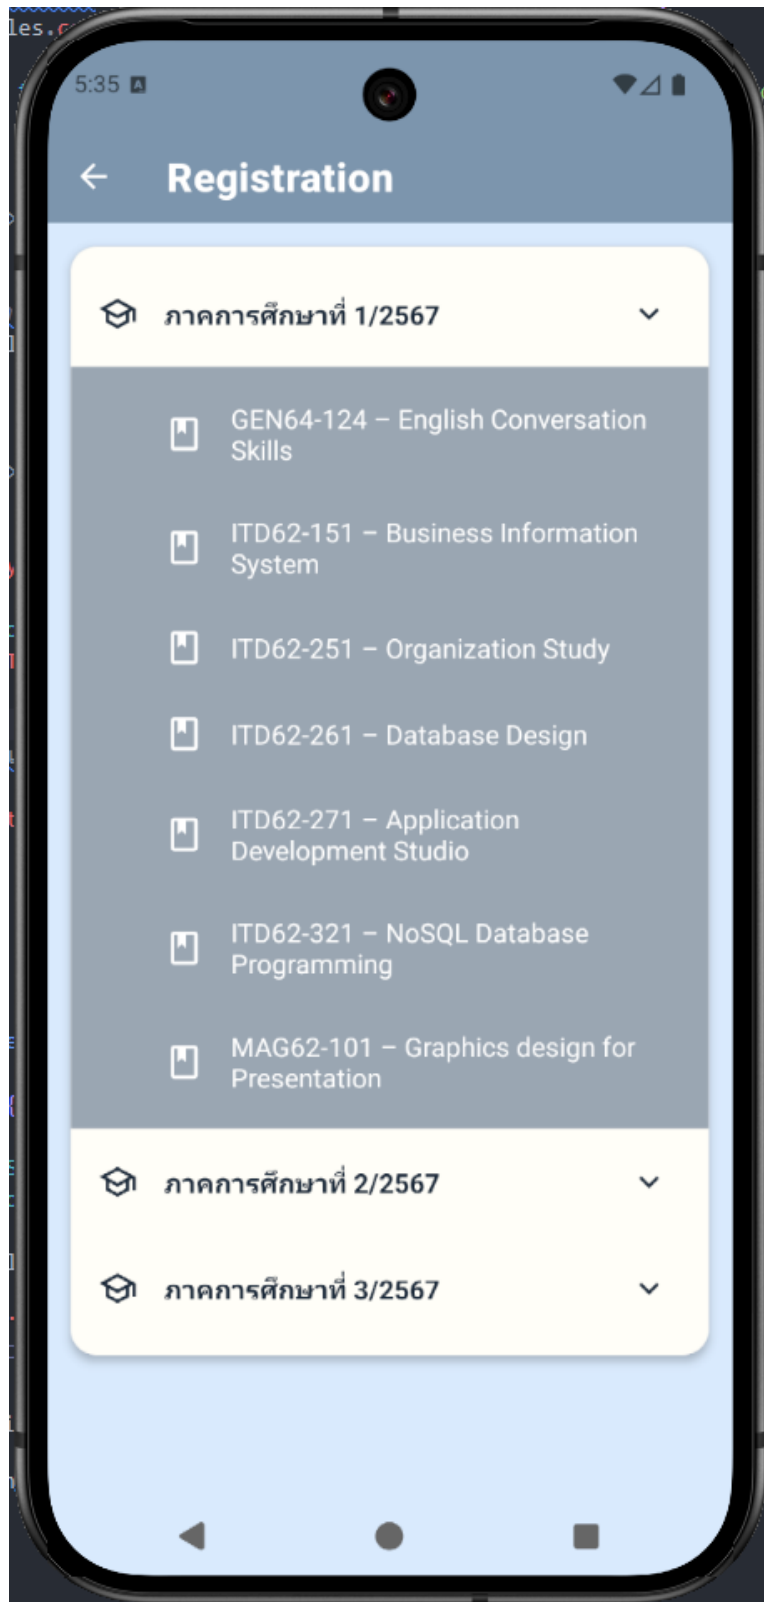 les.c
5:35
Registration
ภาคการศึกษาที่ 1/2567
GEN64-124 – English Conversation
Skills
ITD62-151 – Business Information
System
ITD62-251 – Organization Study
ITD62-261 – Database Design
ITD62-271 – Application
Development Studio
ITD62-321 – NoSQL Database
Programming
MAG62-101 – Graphics design for
Presentation
ภาคการศึกษาที่ 2/2567
ภาคการศึกษาที่ 3/2567